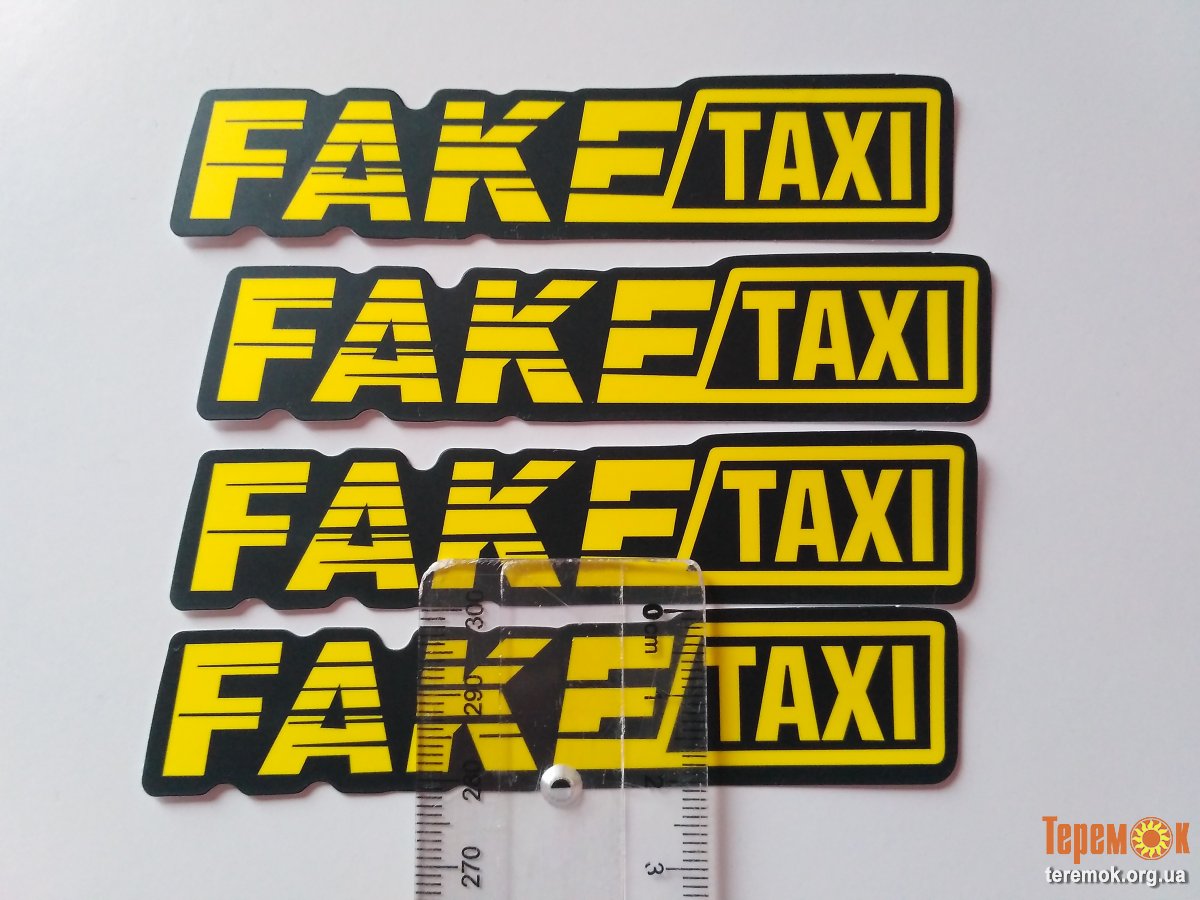 FAKE TAXI
FAKE TAXI
FAKE TAXI
FAKE TAXI
300
290
280
270
0 cm
1
2
3
Теремок
teremok.org.ua